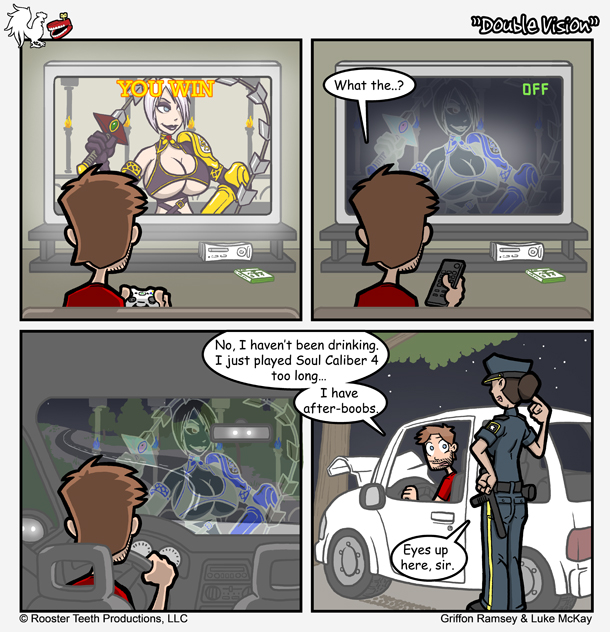 "Double Vision"
YOU WIN
What the..?
OFF
No, I haven't been drinking.
I just played Soul Caliber 4
too long...
I have
after-boobs.
Eyes up
here, sir.
© Rooster Teeth Productions, LLC
Griffon Ramsey & Luke McKay